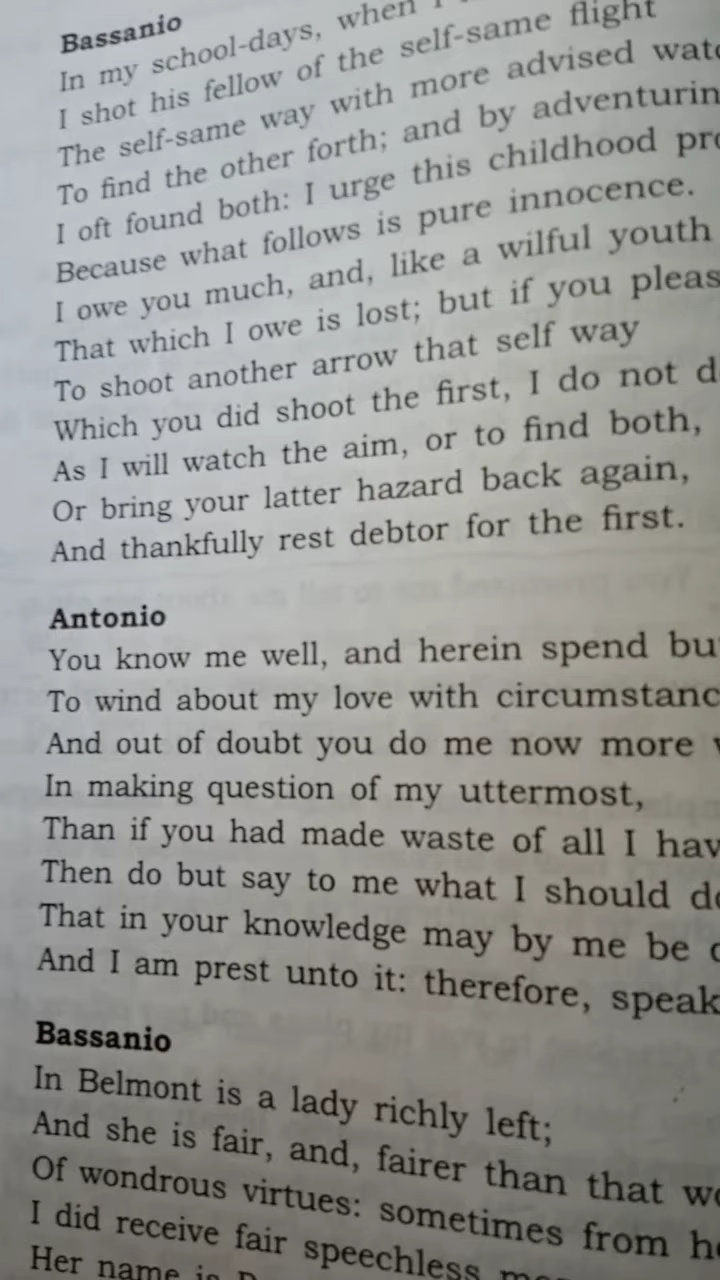 Bassanio
In my school-days, when
I shot his fellow of the self-same flight
The self-same way with more advised
To find the other forth; and by
I oft found both: I urge this childhood
Because what follows is pure innocence.
I owe you much, and, like a wilful youth
That which I owe is lost; but if you
To shoot another arrow that self way
Which you did shoot the first, I do not
As I will watch the aim, or to find both,
Or bring your latter hazard back again,
And thankfully rest debtor for the first.
Antonio
You know me well, and herein spend
To wind about my love with
And out of doubt you do me now more
In making question of my uttermost,
Than if you had made waste of all I
Then do but say to me what I should
That in your knowledge may by me be
And I am prest unto it: therefore, speak
Bassanio
In Belmont is a lady richly left;
And she is fair, and, fairer than that
Of wondrous virtues: sometimes from
I did receive fair speechless
Her name is